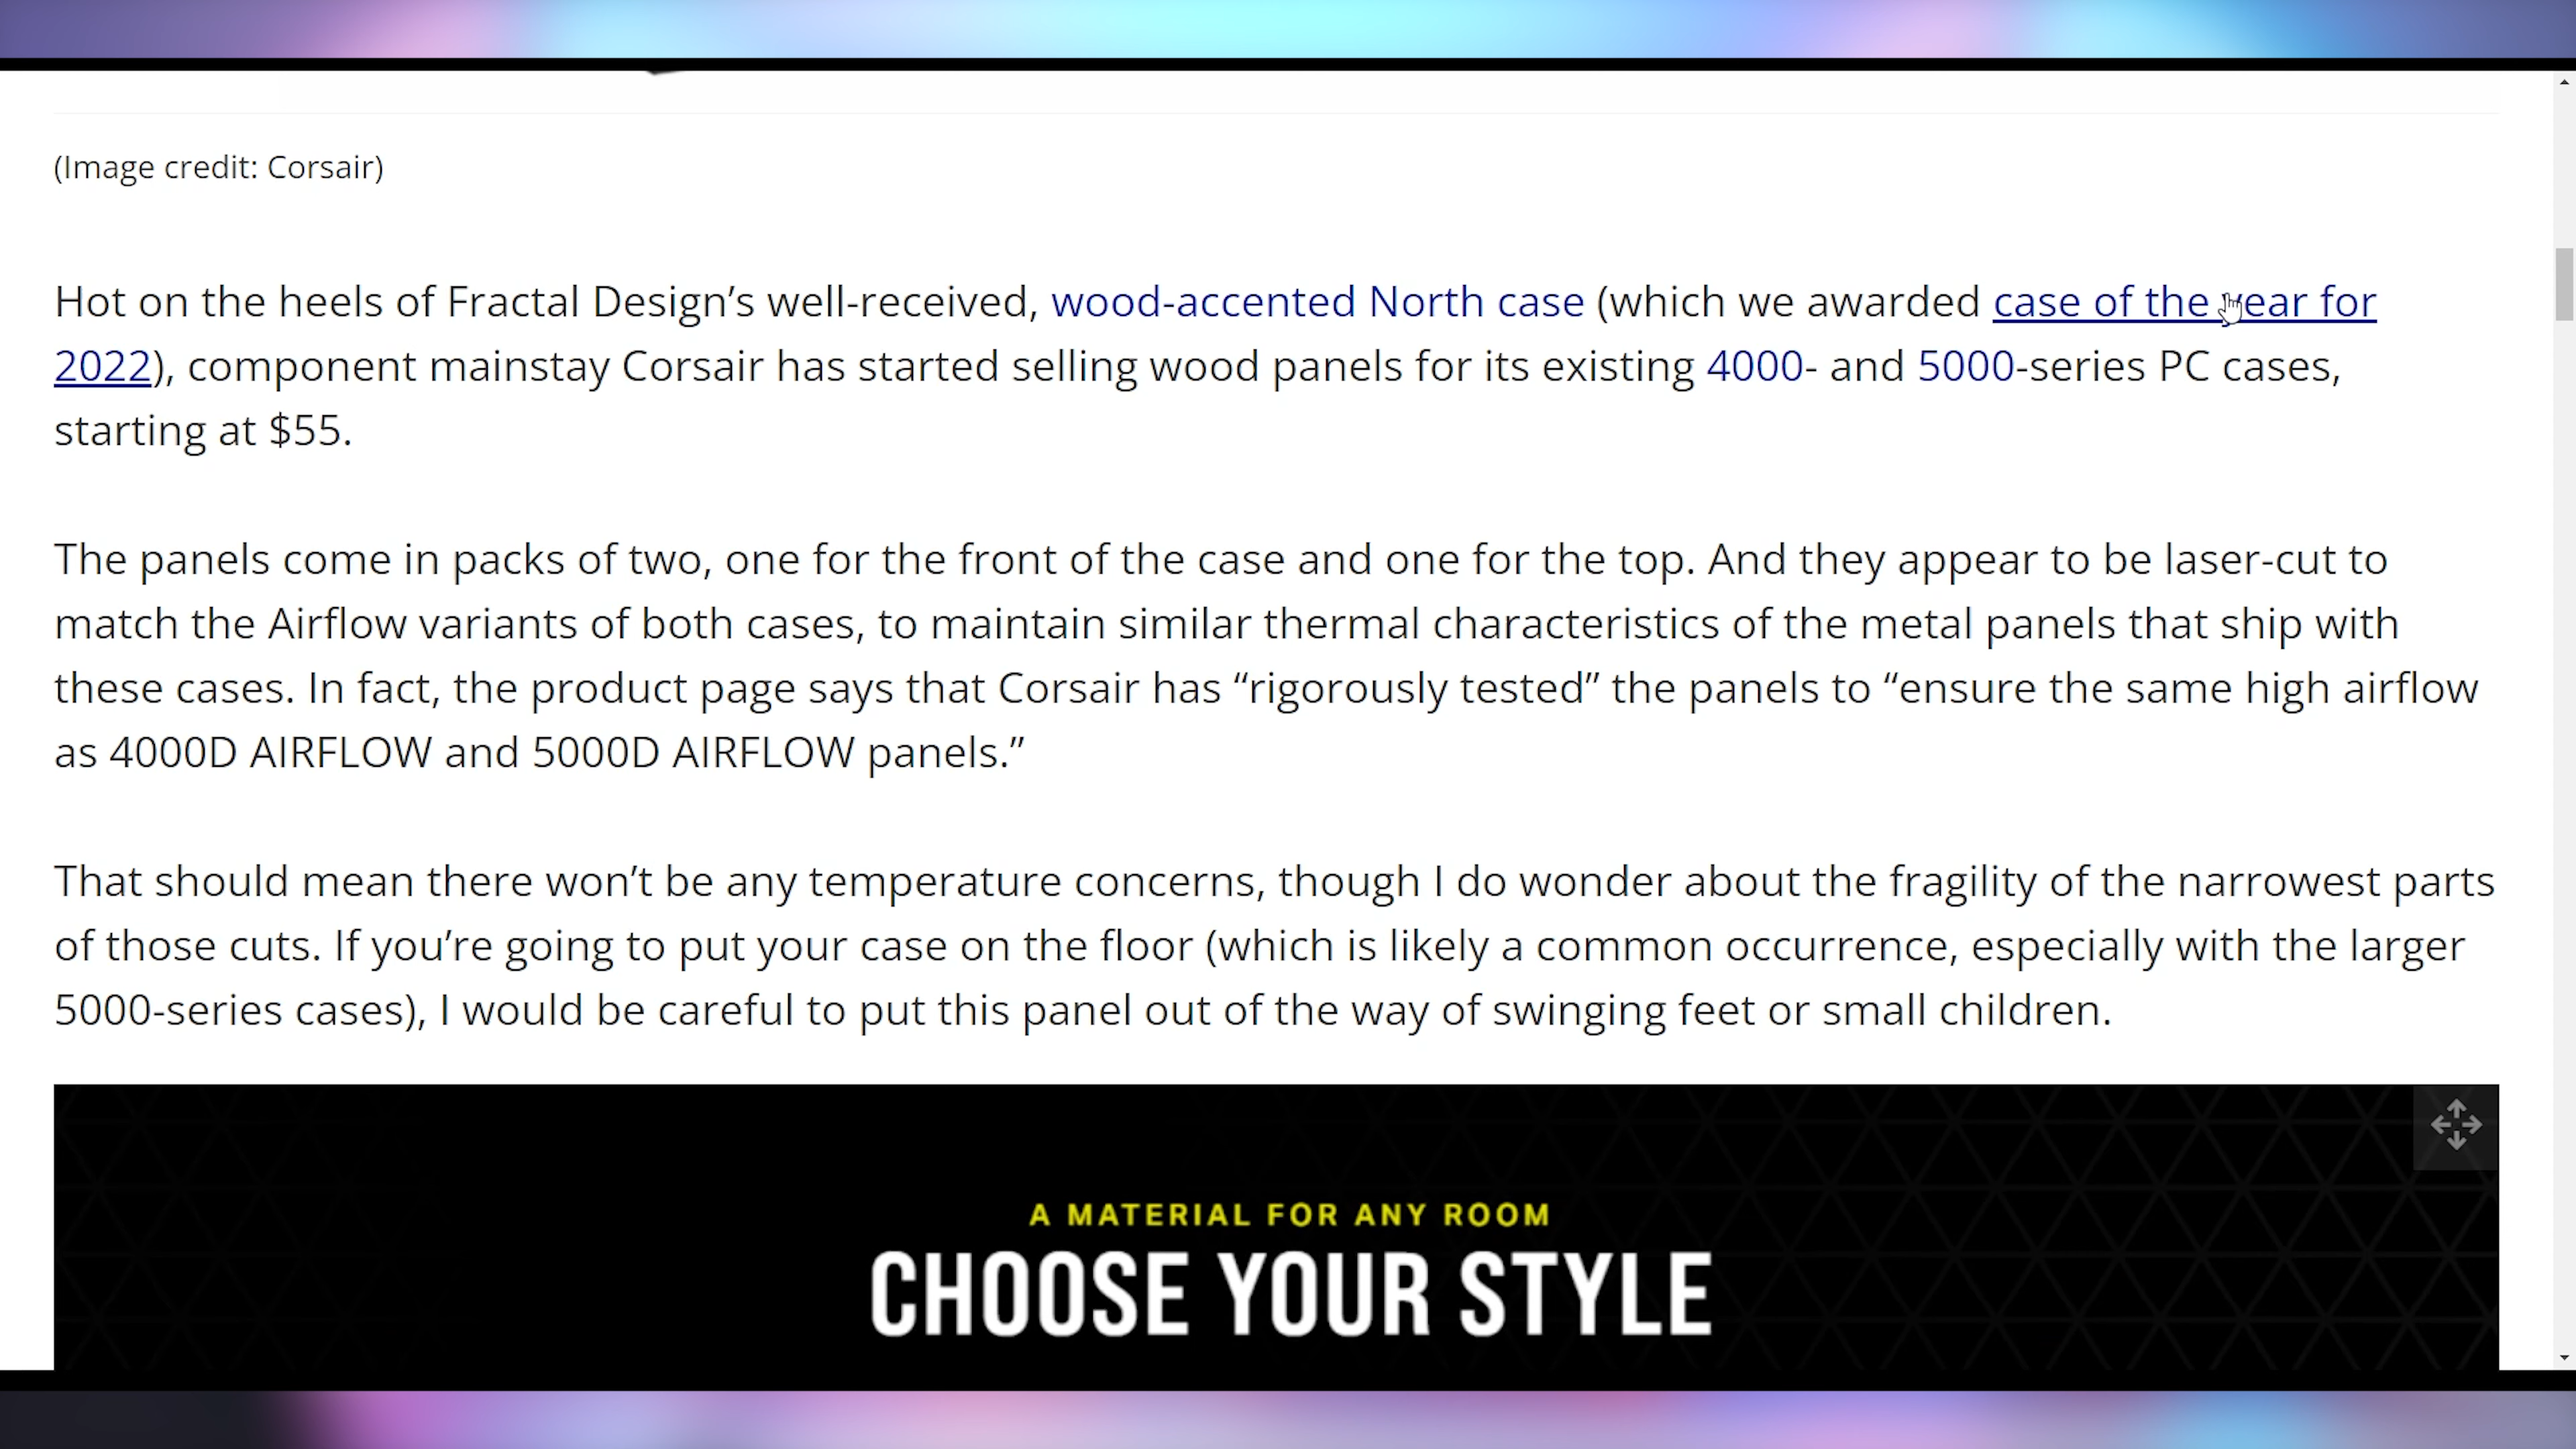 (Image credit: Corsair)
Hot on the heels of Fractal Design’s well-received, wood-accented North case (which we awarded case of the year for
2022), component mainstay Corsair has started selling wood panels for its existing 4000- and 5000-series PC cases,
starting at $55.
The panels come in packs of two, one for the front of the case and one for the top. And they appear to be laser-cut to
match the Airflow variants of both cases, to maintain similar thermal characteristics of the metal panels that ship with
these cases. In fact, the product page says that Corsair has “rigorously tested” the panels to “ensure the same high airflow
as 4000D AIRFLOW and 5000D AIRFLOW panels.”
That should mean there won’t be any temperature concerns, though I do wonder about the fragility of the narrowest parts
of those cuts. If you’re going to put your case on the floor (which is likely a common occurrence, especially with the larger
5000-series cases), I would be careful to put this panel out of the way of swinging feet or small children.
A MATERIAL FOR ANY ROOM
CHOOSE YOUR STYLE